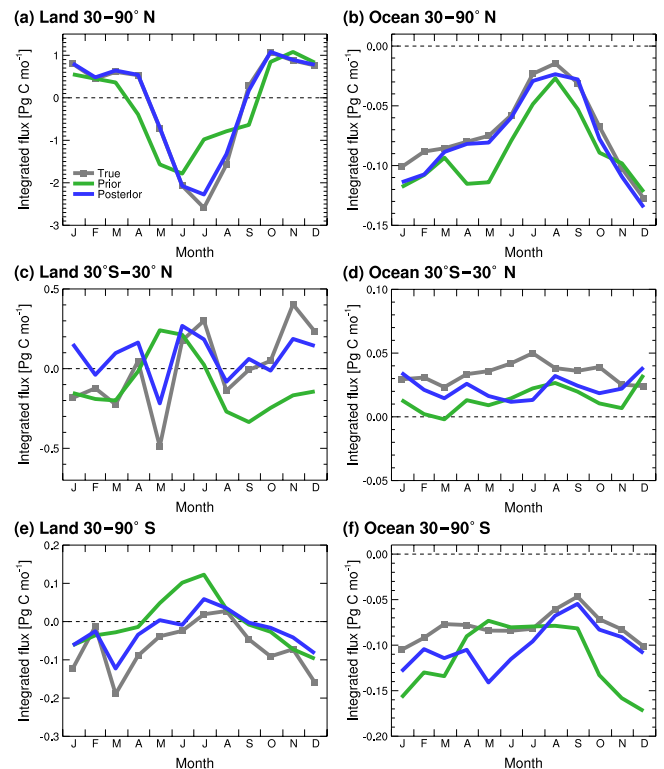 (a) Land 30−90° N
Integrated flux [Pg C mo⁻¹]
1
0
-1
-2
-3
True
Prior
Posterior
J F M A M J J A S O N D
Month
(b) Ocean 30−90° N
Integrated flux [Pg C mo⁻¹]
0.00
-0.05
-0.10
-0.15
J F M A M J J A S O N D
Month
(c) Land 30°S−30° N
Integrated flux [Pg C mo⁻¹]
0.5
0.0
-0.5
J F M A M J J A S O N D
Month
(d) Ocean 30°S−30° N
Integrated flux [Pg C mo⁻¹]
0.10
0.05
0.00
-0.05
J F M A M J J A S O N D
Month
(e) Land 30−90° S
Integrated flux [Pg C mo⁻¹]
0.2
0.1
0.0
-0.1
-0.2
-0.3
J F M A M J J A S O N D
Month
(f) Ocean 30−90° S
Integrated flux [Pg C mo⁻¹]
0.00
-0.05
-0.10
-0.15
-0.20
J F M A M J J A S O N D
Month